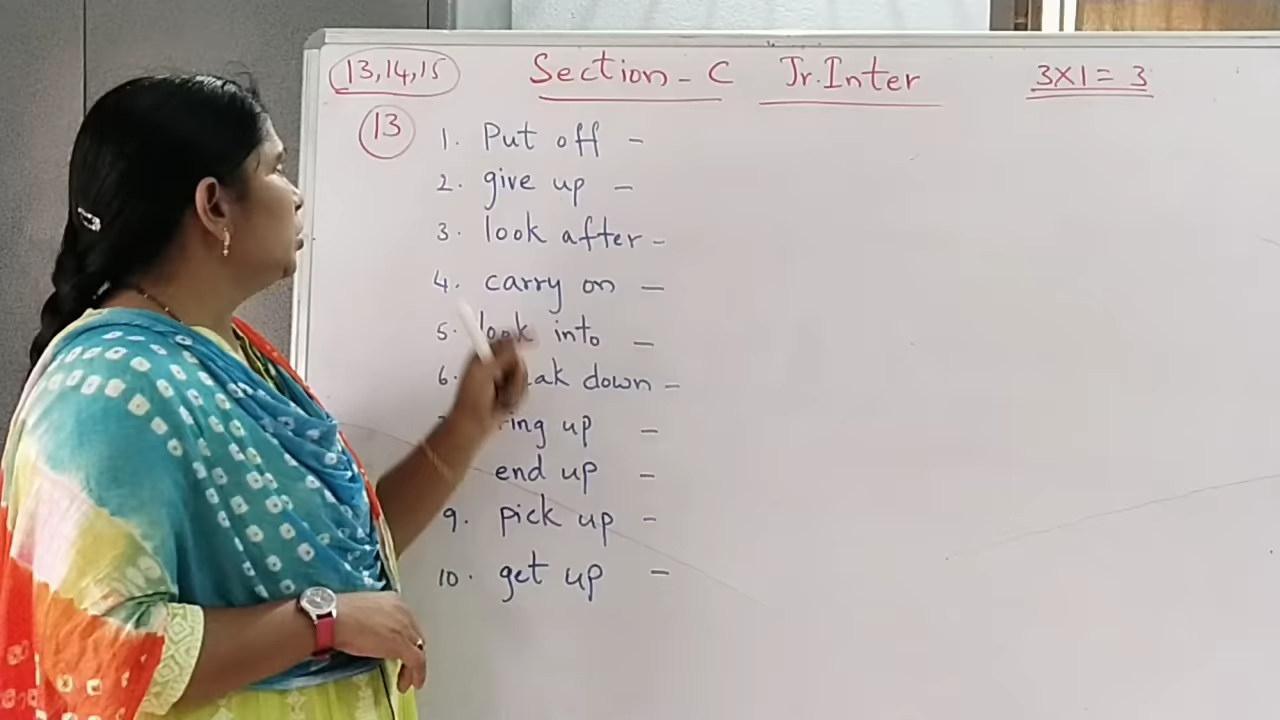 13,14,15 Section - C Jr. Inter 3X1 = 3
13
1. Put off -
2. give up -
3. look after -
4. carry on -
5. look into -
6. down -
up -
end up -
9. pick up -
10. get up -